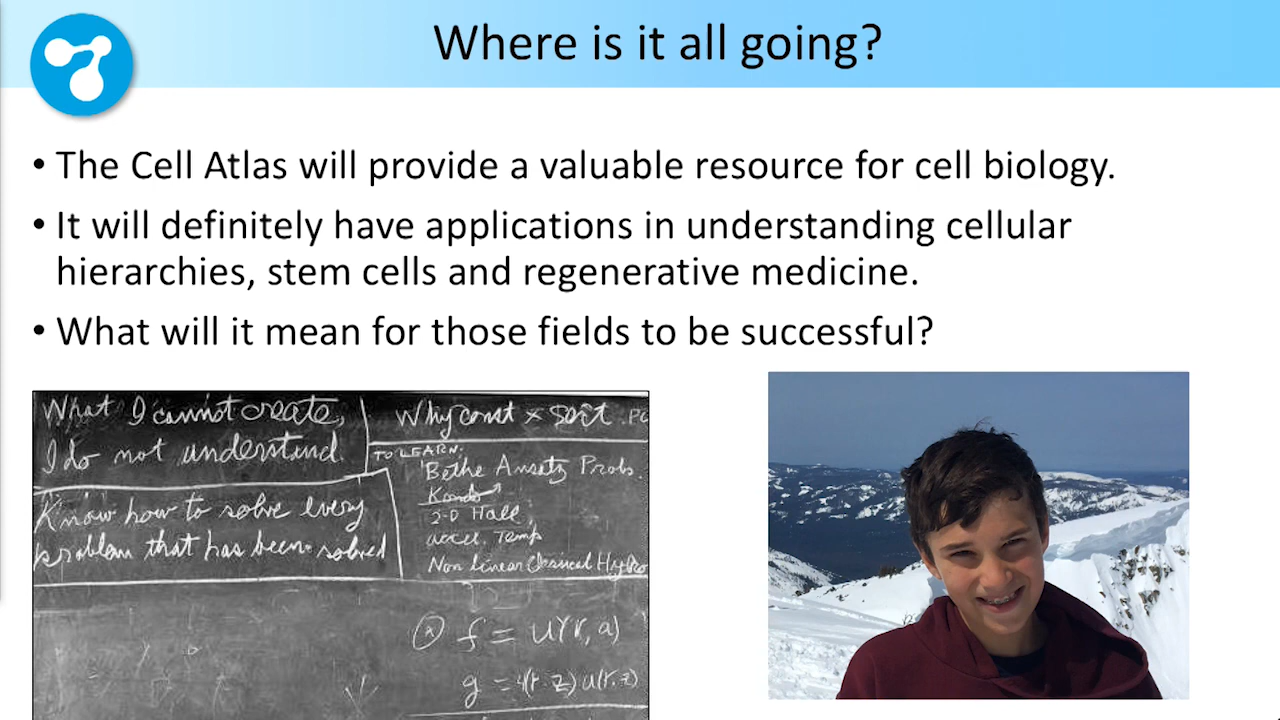 Where is it all going?
• The Cell Atlas will provide a valuable resource for cell biology.
• It will definitely have applications in understanding cellular
hierarchies, stem cells and regenerative medicine.
• What will it mean for those fields to be successful?
What I cannot create,
I do not understand.
Know how to solve every
problem that has been solved
Why const × sort . PG
TO LEARN:
Bethe Ansatz Probs.
Kondo
2-D Hall
accel. Temp
Non Linear Classical Hydro
f = u(r, a)
g = 4(r·z) u(r, z)